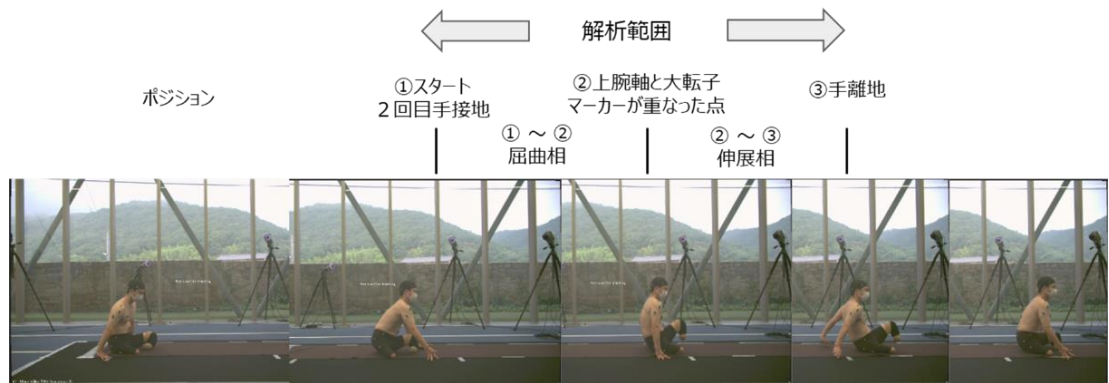 解析範囲
ポジション
①スタート
２回目手接地
②上腕軸と大転子
マーカーが重なった点
③手離地
① ～ ②
屈曲相
② ～ ③
伸展相